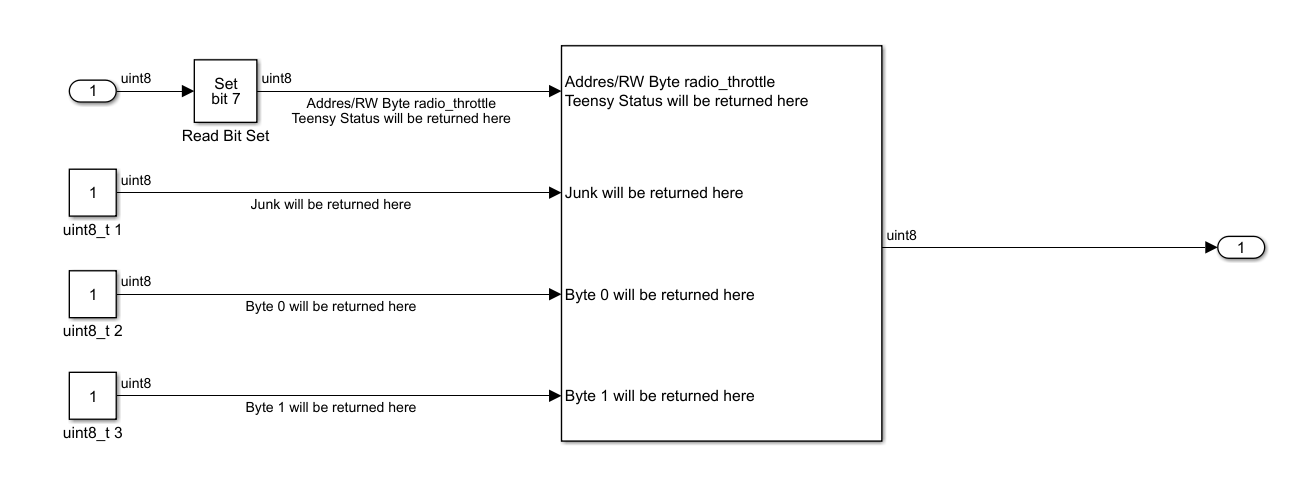 1
uint8
Set
bit 7
Read Bit Set
uint8
Addres/RW Byte radio_throttle
Teensy Status will be returned here
Addres/RW Byte radio_throttle
Teensy Status will be returned here
1
uint8
uint8_t 1
Junk will be returned here
Junk will be returned here
1
uint8
uint8_t 2
Byte 0 will be returned here
Byte 0 will be returned here
1
uint8
uint8_t 3
Byte 1 will be returned here
Byte 1 will be returned here
uint8
1